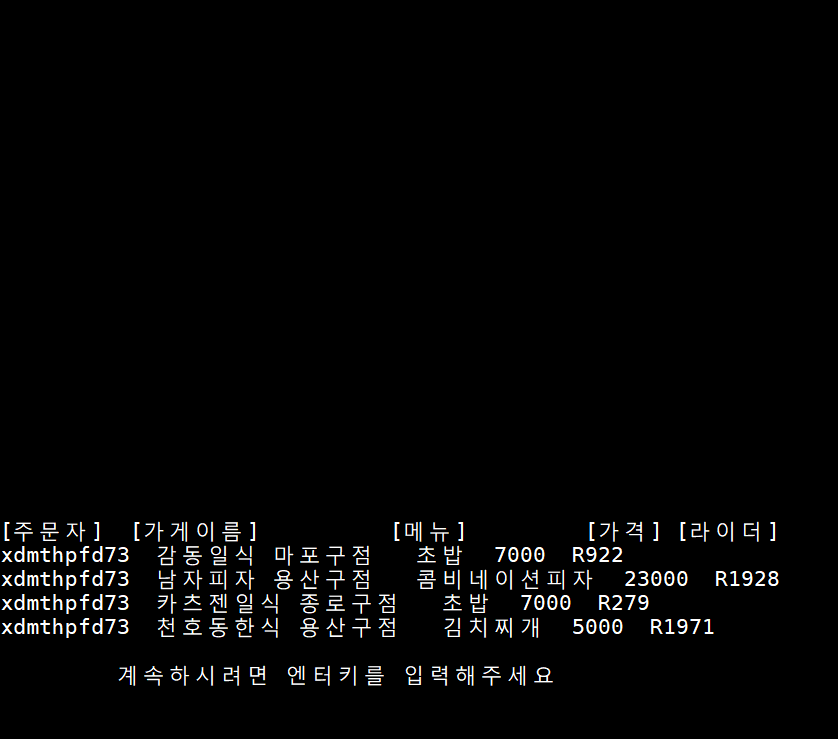 [주문자] [가게이름] [메뉴] [가격] [라이더]
xdmthpfd73 감동일식 마포구점 초밥 7000 R922
xdmthpfd73 남자피자 용산구점 콤비네이션피자 23000 R1928
xdmthpfd73 카츠젠일식 종로구점 초밥 7000 R279
xdmthpfd73 천호동한식 용산구점 김치찌개 5000 R1971
계속하시려면 엔터키를 입력해주세요